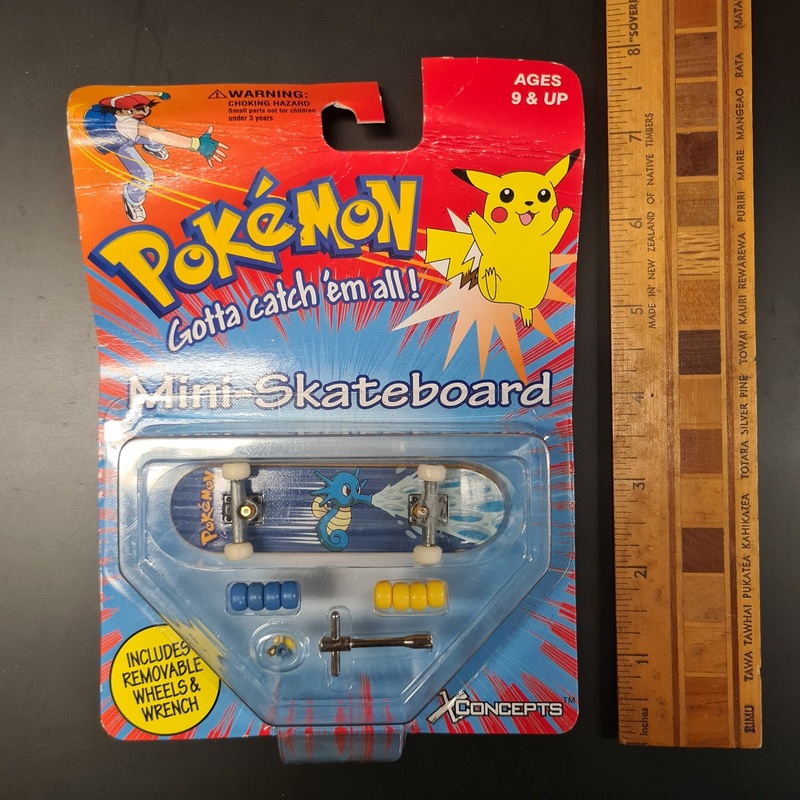 ⚠WARNING:
CHOKING HAZARD
Small parts not for children
under 3 years
AGES
9 & UP
POKéMON
Gotta catch 'em all!
Mini-Skateboard
POKéMON
INCLUDES
REMOVABLE
WHEELS &
WRENCH
XCONCEPTS™
8
7
6
5
4
3
2
1
Inches
"SOVERE
MADE IN NEW ZEALAND OF NATIVE TIMBERS
RIMU TAWA TAWHAI PUKATEA KAHIKATEA TOTARA SILVER PINE TOWAI KAURI REWAREWA PURIRI MAIRE MANGEAO RATA MATA